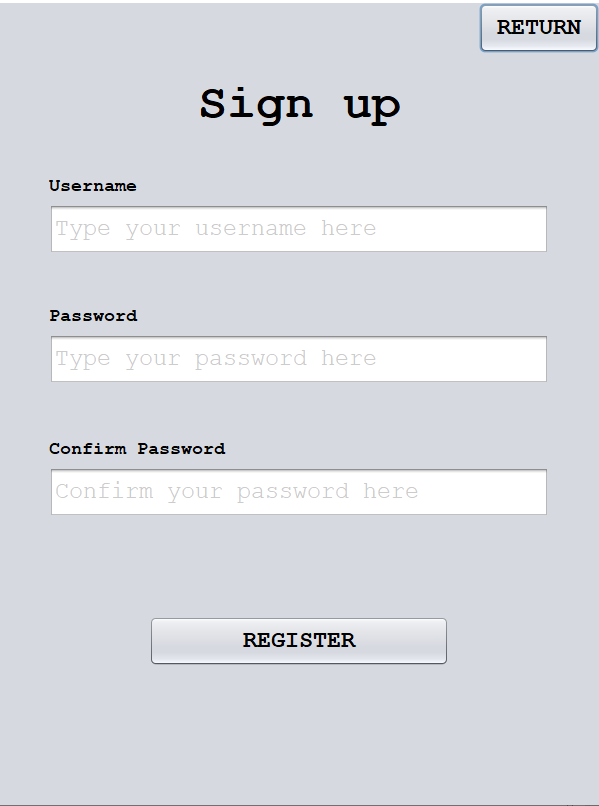 RETURN
Sign up
Username
Type your username here
Password
Type your password here
Confirm Password
Confirm your password here
REGISTER